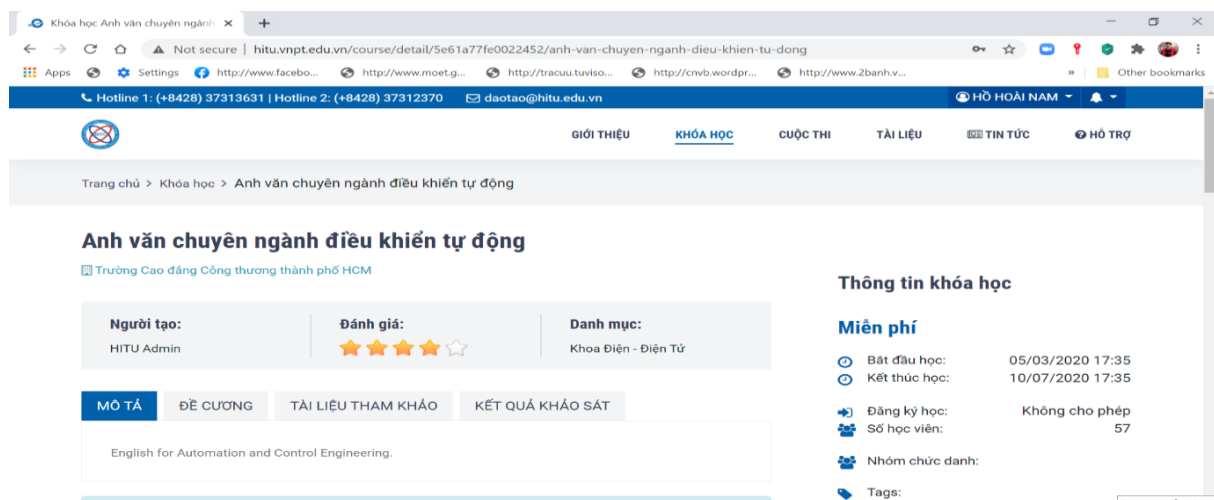 Khóa học Anh văn chuyên ngành
Not secure | hitu.vnpt.edu.vn/course/detail/5e61a77fe0022452/anh-van-chuyen-nganh-dieu-khien-tu-dong
Apps Settings http://www.facebo... http://www.moet.g... http://tracuu.tuviso... http://cnvb.wordpr... http://www.2banh.v... » Other bookmarks
Hotline 1: (+8428) 37313631 | Hotline 2: (+8428) 37312370 daotao@hitu.edu.vn HỒ HOÀI NAM
GIỚI THIỆU KHÓA HỌC CUỘC THI TÀI LIỆU TIN TỨC HỖ TRỢ
Trang chủ > Khóa học > Anh văn chuyên ngành điều khiển tự động
Anh văn chuyên ngành điều khiển tự động
Trường Cao đẳng Công thương thành phố HCM
Người tạo: Đánh giá: Danh mục:
HITU Admin Khoa Điện - Điện Tử
MÔ TẢ ĐỀ CƯƠNG TÀI LIỆU THAM KHẢO KẾT QUẢ KHẢO SÁT
English for Automation and Control Engineering.
Thông tin khóa học
Miễn phí
Bắt đầu học: 05/03/2020 17:35
Kết thúc học: 10/07/2020 17:35
Đăng ký học: Không cho phép
Số học viên: 57
Nhóm chức danh:
Tags: